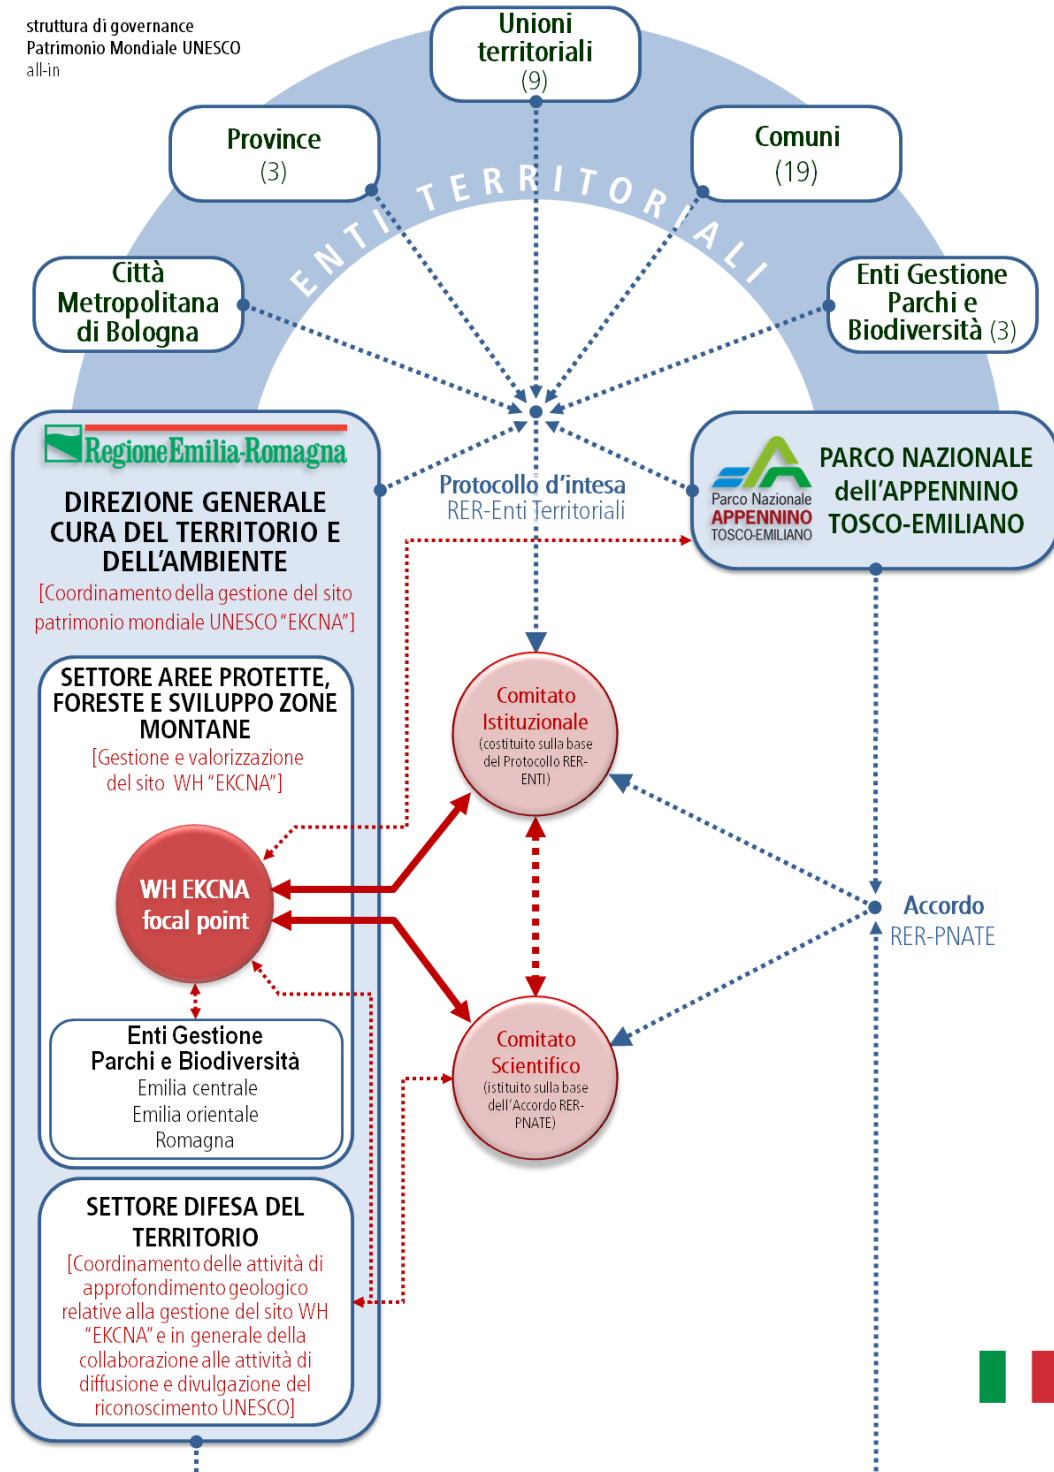 struttura di governance
Patrimonio Mondiale UNESCO
all-in
Unioni
territoriali
(9)
Province
(3)
Comuni
(19)
ENTI TERRITORIALI
Città
Metropolitana
di Bologna
Enti Gestione
Parchi e
Biodiversità (3)
RegioneEmilia-Romagna
DIREZIONE GENERALE
CURA DEL TERRITORIO E
DELL'AMBIENTE
[Coordinamento della gestione del sito
patrimonio mondiale UNESCO "EKCNA"]
Protocollo d'intesa
RER-Enti Territoriali
Parco Nazionale
APPENNINO
TOSCO-EMILIANO
PARCO NAZIONALE
dell'APPENNINO
TOSCO-EMILIANO
SETTORE AREE PROTETTE,
FORESTE E SVILUPPO ZONE
MONTANE
[Gestione e valorizzazione
del sito WH "EKCNA"]
Comitato
Istituzionale
(costituito sulla base
del Protocollo RER-
ENTI)
WH EKCNA
focal point
Accordo
RER-PNATE
Enti Gestione
Parchi e Biodiversità
Emilia centrale
Emilia orientale
Romagna
Comitato
Scientifico
(istituito sulla base
dell'Accordo RER-
PNATE)
SETTORE DIFESA DEL
TERRITORIO
[Coordinamento delle attività di
approfondimento geologico
relative alla gestione del sito WH
"EKCNA" e in generale della
collaborazione alle attività di
diffusione e divulgazione del
riconoscimento UNESCO]